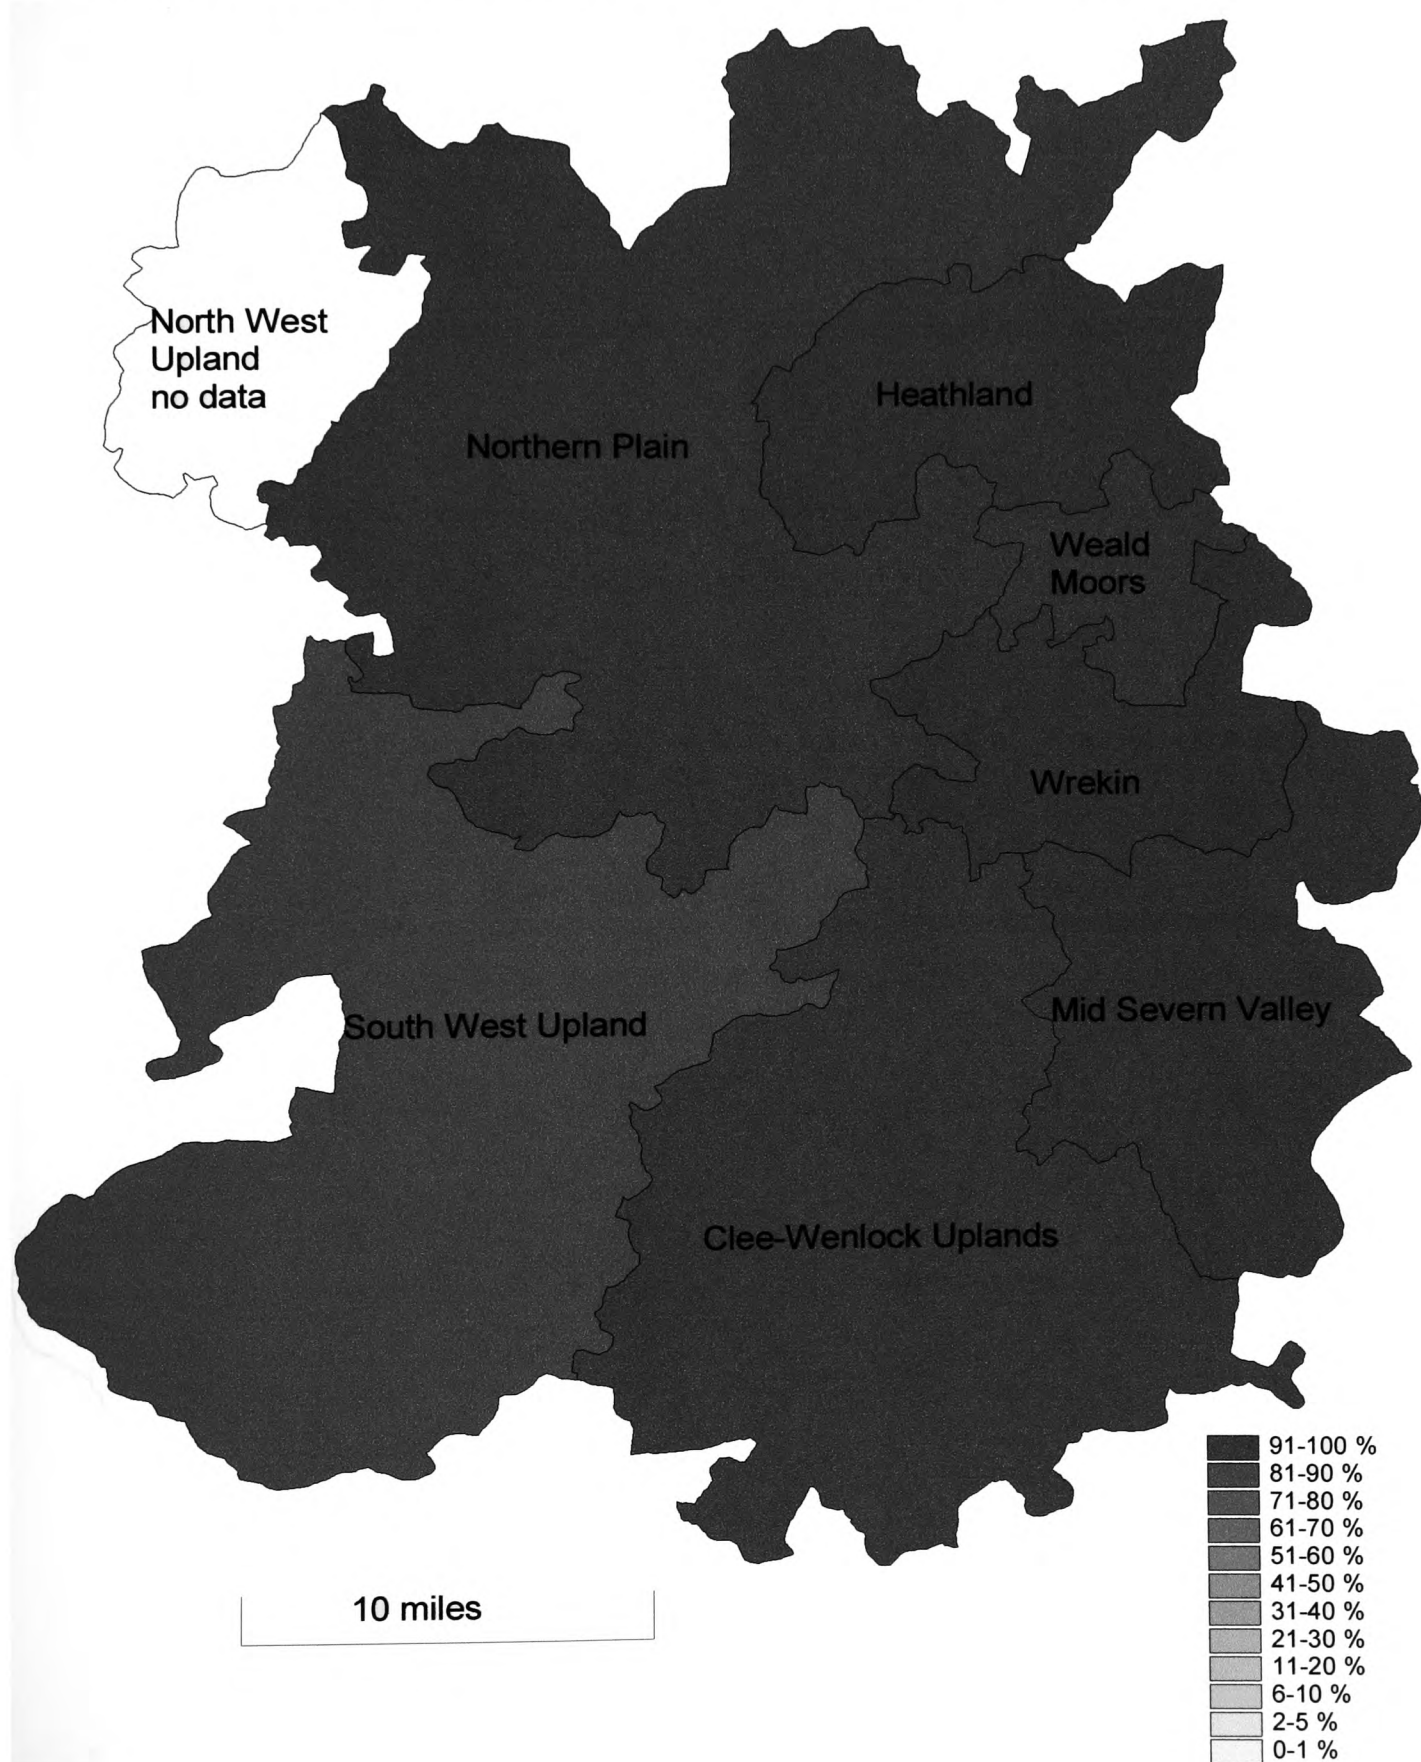 North West
Upland
no data
Heathland
Northern Plain
Weald
Moors
Wrekin
Mid Severn Valley
South West Upland
Clee-Wenlock Uplands
10 miles
91-100 %
81-90 %
71-80 %
61-70 %
51-60 %
41-50 %
31-40 %
21-30 %
11-20 %
6-10 %
2-5 %
0-1 %